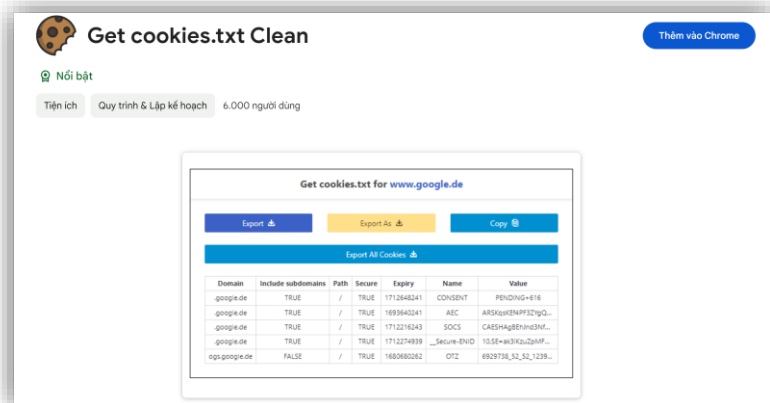 Get cookies.txt Clean
Thêm vào Chrome
Nổi bật
Tiện ích Quy trình & Lập kế hoạch 6.000 người dùng
Get cookies.txt for www.google.de
Export Export As Copy
Export All Cookies
Domain Include subdomains Path Secure Expiry Name Value
.google.de TRUE / TRUE 1712648241 CONSENT PENDING+616
.google.de TRUE / TRUE 1693640241 AEC
.google.de TRUE / TRUE 1712216243 SOCS
.google.de TRUE / TRUE 1712274939 __Secure-ENID
ogs.google.de FALSE / TRUE 1680680262 OTZ 6929738_52_52_1239...